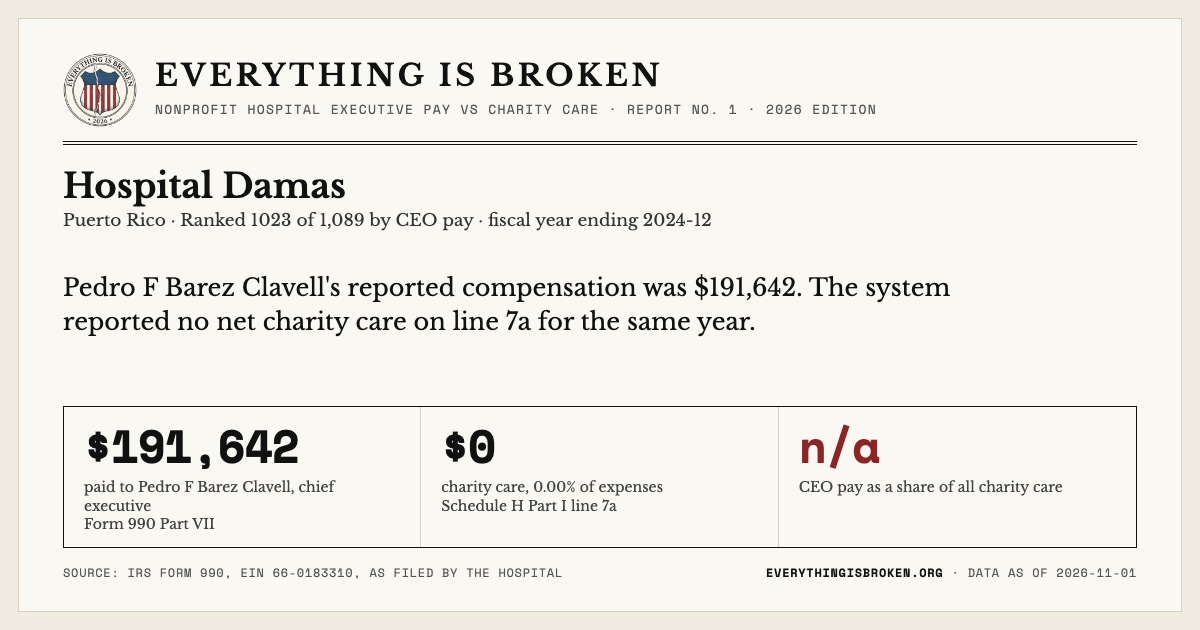 EVERYTHING IS BROKEN
· 2026 ·
EVERYTHING IS BROKEN
NONPROFIT HOSPITAL EXECUTIVE PAY VS CHARITY CARE · REPORT NO. 1 · 2026 EDITION
Hospital Damas
Puerto Rico · Ranked 1023 of 1,089 by CEO pay · fiscal year ending 2024-12
Pedro F Barez Clavell's reported compensation was $191,642. The system
reported no net charity care on line 7a for the same year.
$191,642
paid to Pedro F Barez Clavell, chief
executive
Form 990 Part VII
$0
charity care, 0.00% of expenses
Schedule H Part I line 7a
n/a
CEO pay as a share of all charity care
SOURCE: IRS FORM 990, EIN 66-0183310, AS FILED BY THE HOSPITAL
EVERYTHINGISBROKEN.ORG · DATA AS OF 2026-11-01